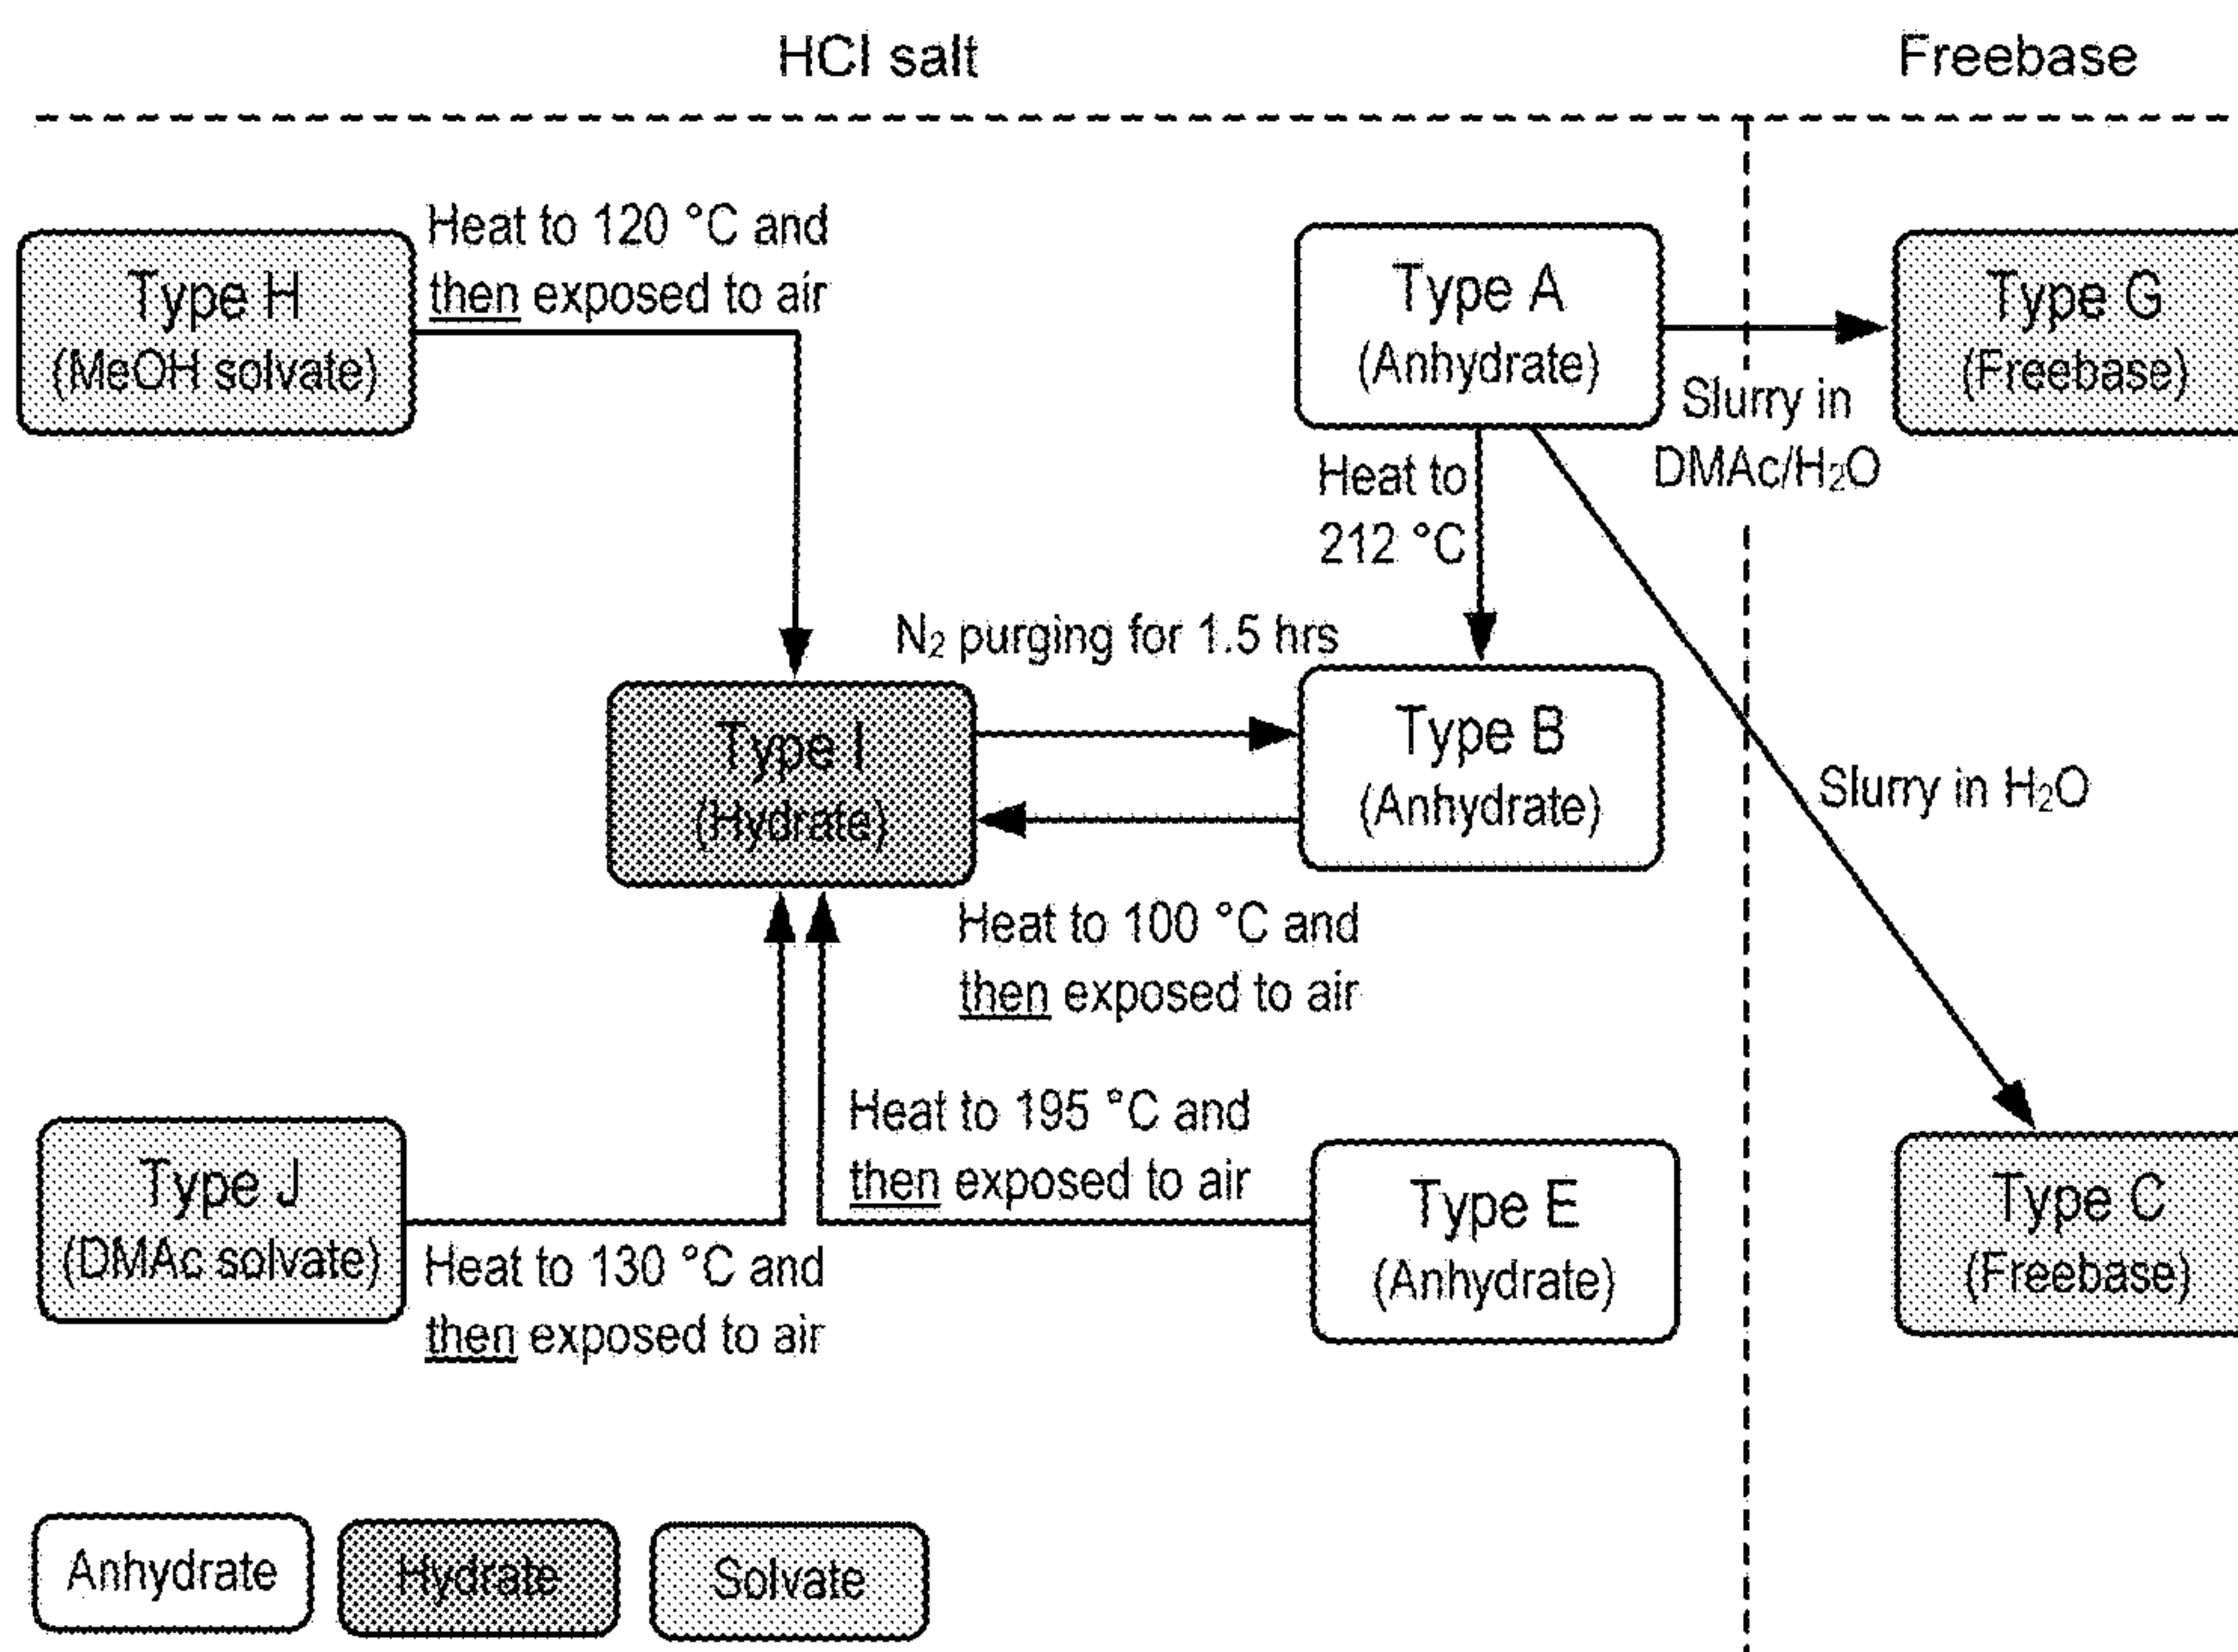 HCl salt
Freebase
Heat to 120 °C and
then exposed to air
Type H
(MeOH solvate)
Type A
(Anhydrate)
Type G
(Freebase)
Slurry in
DMAc/H₂O
Heat to
212 °C
N₂ purging for 1.5 hrs
Type I
(Hydrate)
Type B
(Anhydrate)
Slurry in H₂O
Heat to 100 °C and
then exposed to air
Heat to 195 °C and
then exposed to air
Type J
(DMAc solvate)
Heat to 130 °C and
then exposed to air
Type E
(Anhydrate)
Type C
(Freebase)
Anhydrate
Hydrate
Solvate